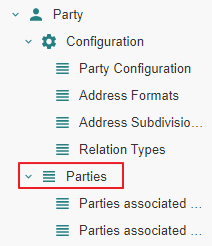 Party
Configuration
Party Configuration
Address Formats
Address Subdivisio...
Relation Types
Parties
Parties associated ...
Parties associated ...